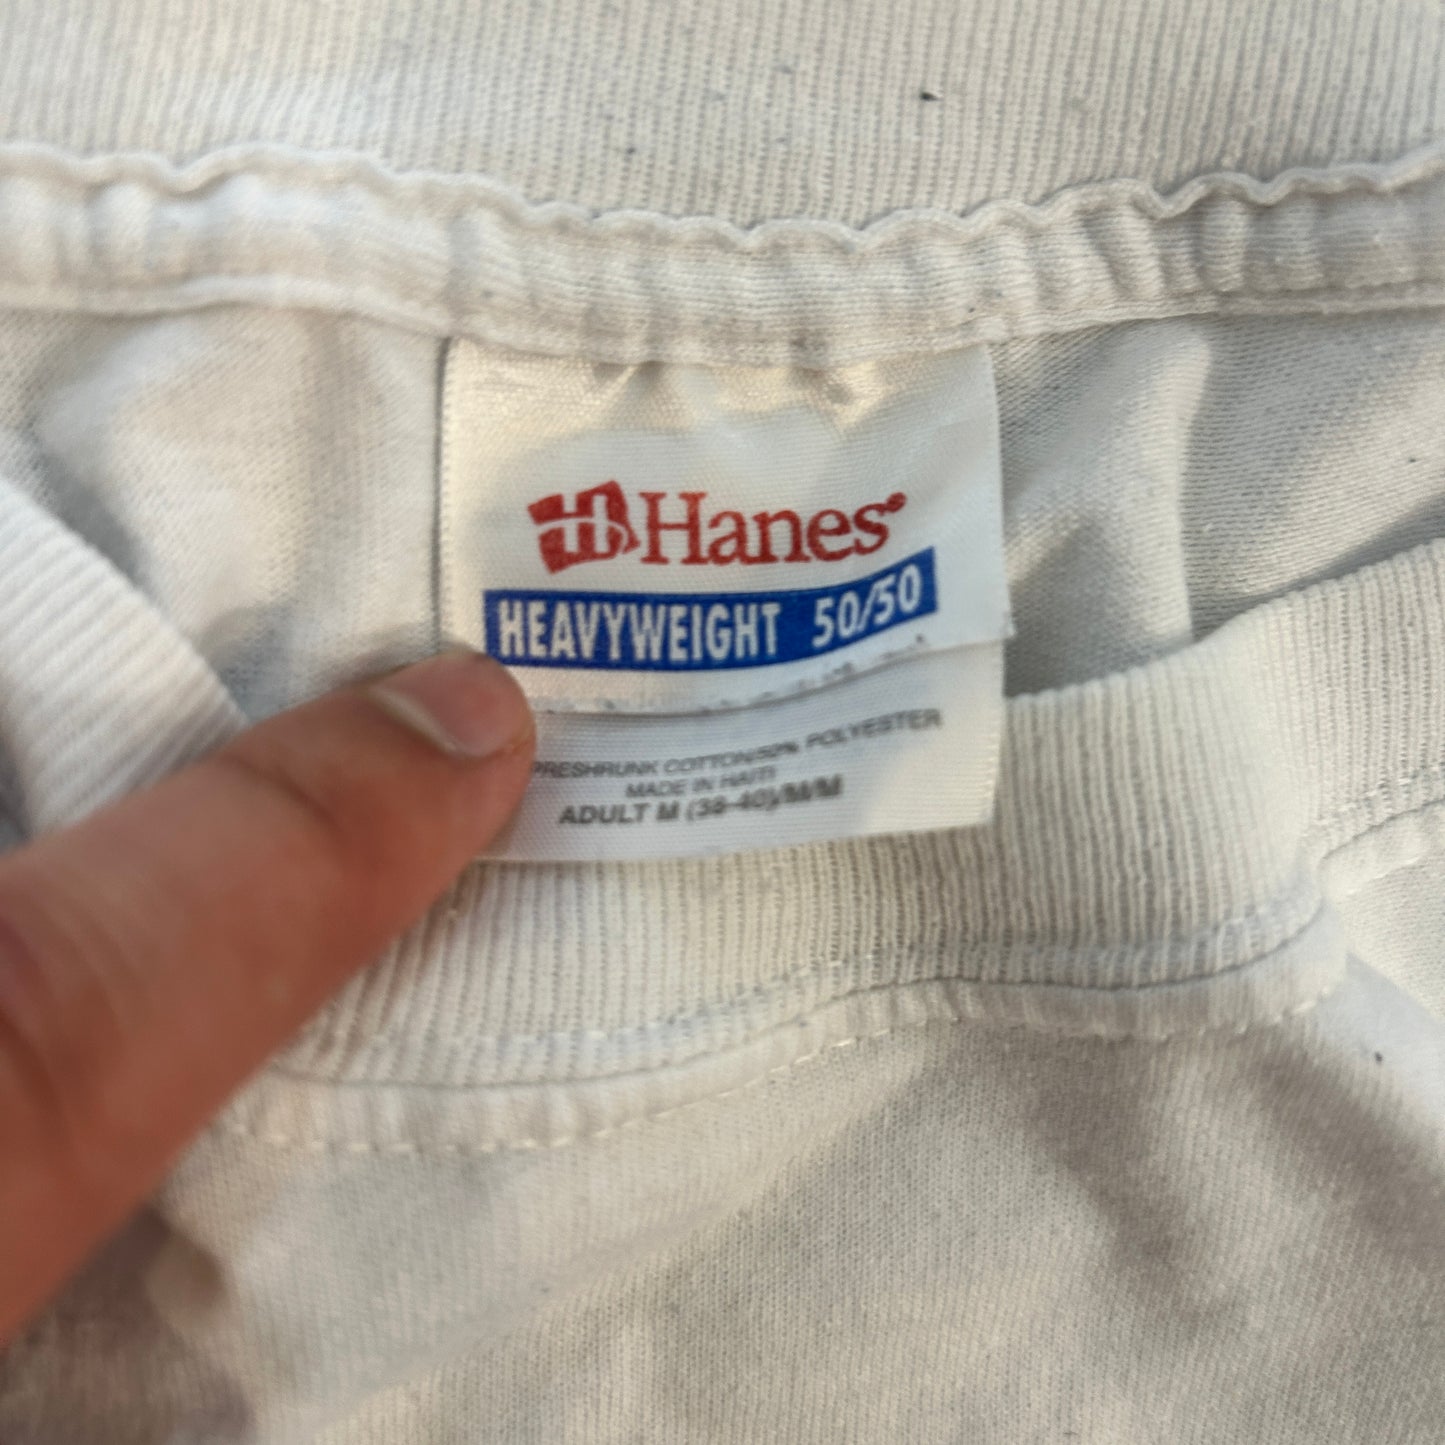 Hanes
HEAVYWEIGHT 50/50
PRESHRUNK COTTON/50% POLYESTER
MADE IN HAITI
ADULT M (38-40)/M/M